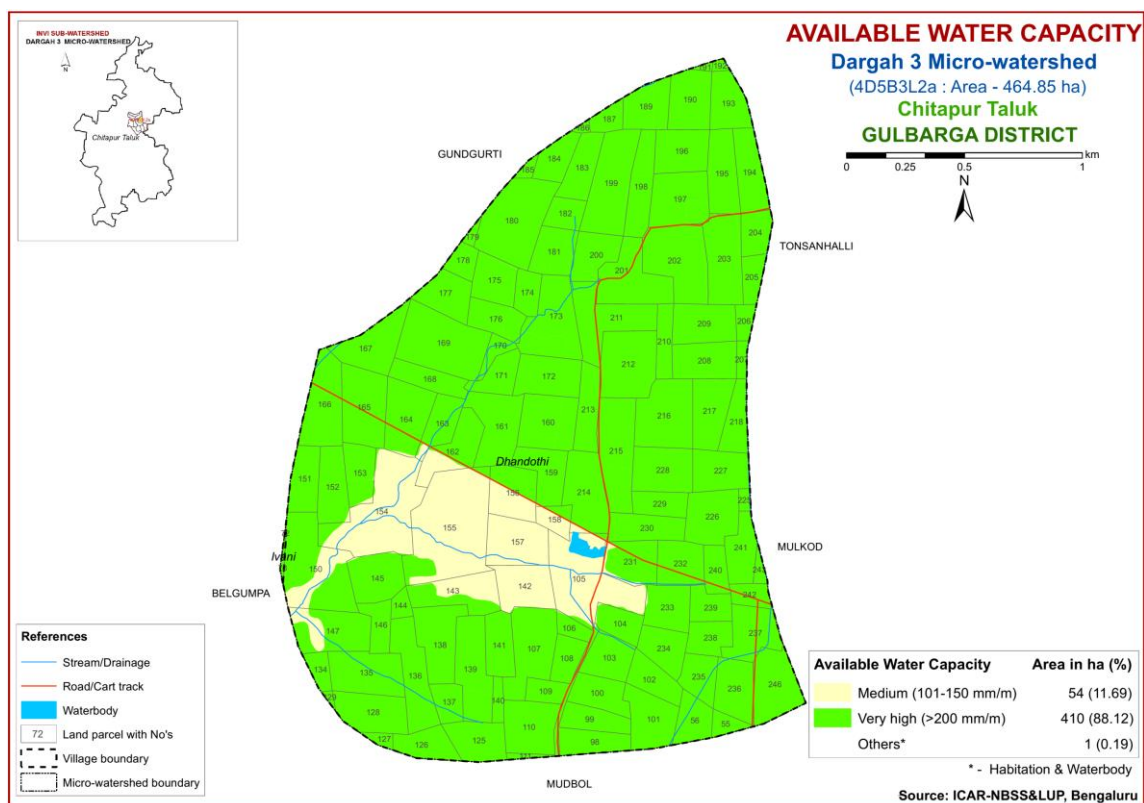 INVI SUB-WATERSHED
DARGAH 3 MICRO-WATERSHED
N
Chitapur Taluk
AVAILABLE WATER CAPACITY
Dargah 3 Micro-watershed
(4D5B3L2a : Area - 464.85 ha)
Chitapur Taluk
GULBARGA DISTRICT
0 0.25 0.5 1 km
N
GUNDGURTI
TONSANHALLI
MULKOD
BELGUMPA
MUDBOL
Dhandothi
Ivani
192
189 190 193
187
186
184 183 196
185 199 198 195 194
180 182 197
179 181 200 204
178 201 202 203
177 175 174 205
176 173 211 209 206
169 170 210
167 212 208
168 171 172
166 165 164 163 161 160 213 216 217 218
162 215
151 153 159 228 227
152 158 214
154 155 158 229 226 225
157 230
150 231 232 240 241
145 143 142 105 242
144 233 239
147 146 106 104 237
138 141 107 238
134 135 136 139 108 103 234
129 137 140 109 100 235 236 246
128 110 99 101 56 55
127 126 125 98
References
Stream/Drainage
Road/Cart track
Waterbody
72 Land parcel with No's
Village boundary
Micro-watershed boundary
Available Water Capacity Area in ha (%)
Medium (101-150 mm/m) 54 (11.69)
Very high (>200 mm/m) 410 (88.12)
Others* 1 (0.19)
* - Habitation & Waterbody
Source: ICAR-NBSS&LUP, Bengaluru